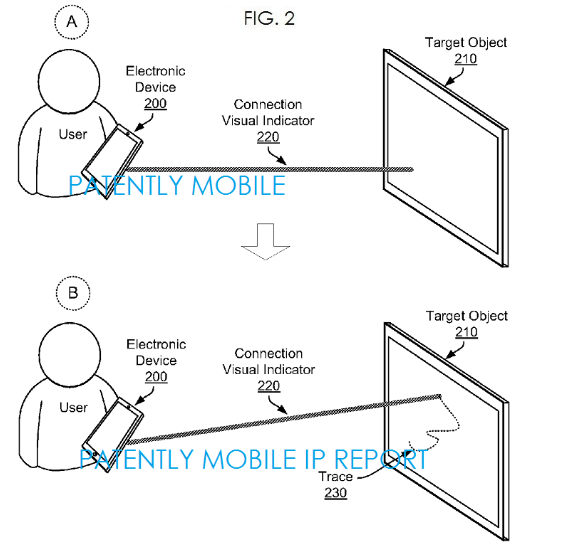 FIG. 2
A
Target Object
210
Electronic
Device
200
Connection
Visual Indicator
220
User
PATENTLY MOBILE
B
Target Object
210
Electronic
Device
200
Connection
Visual Indicator
220
User
PATENTLY MOBILE IP REPORT
Trace
230